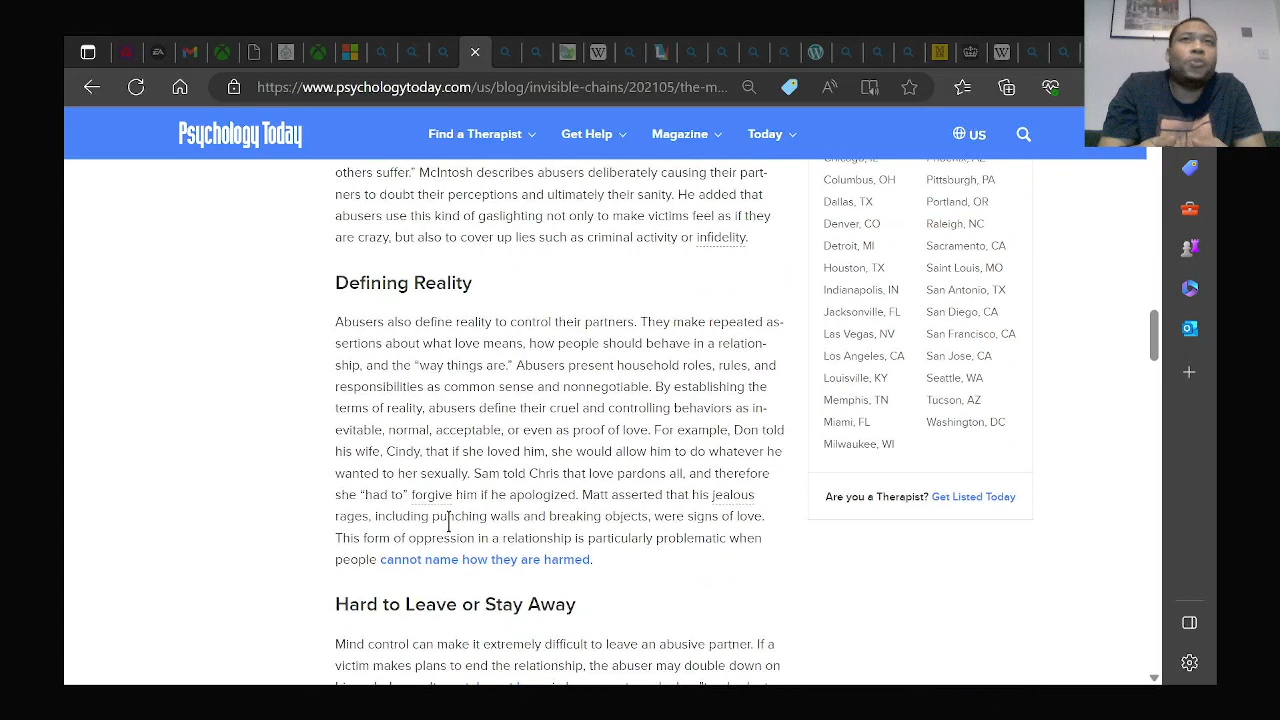 https://www.psychologytoday.com/us/blog/invisible-chains/202105/the-m...
Psychology Today
Find a Therapist
Get Help
Magazine
Today
US
others suffer.” McIntosh describes abusers deliberately causing their part-
ners to doubt their perceptions and ultimately their sanity. He added that
abusers use this kind of gaslighting not only to make victims feel as if they
are crazy, but also to cover up lies such as criminal activity or infidelity.
Defining Reality
Abusers also define reality to control their partners. They make repeated as-
sertions about what love means, how people should behave in a relation-
ship, and the “way things are.” Abusers present household roles, rules, and
responsibilities as common sense and nonnegotiable. By establishing the
terms of reality, abusers define their cruel and controlling behaviors as in-
evitable, normal, acceptable, or even as proof of love. For example, Don told
his wife, Cindy, that if she loved him, she would allow him to do whatever he
wanted to her sexually. Sam told Chris that love pardons all, and therefore
she “had to” forgive him if he apologized. Matt asserted that his jealous
rages, including punching walls and breaking objects, were signs of love.
This form of oppression in a relationship is particularly problematic when
people cannot name how they are harmed.
Hard to Leave or Stay Away
Mind control can make it extremely difficult to leave an abusive partner. If a
victim makes plans to end the relationship, the abuser may double down on
Chicago, IL
Phoenix, AZ
Columbus, OH
Pittsburgh, PA
Dallas, TX
Portland, OR
Denver, CO
Raleigh, NC
Detroit, MI
Sacramento, CA
Houston, TX
Saint Louis, MO
Indianapolis, IN
San Antonio, TX
Jacksonville, FL
San Diego, CA
Las Vegas, NV
San Francisco, CA
Los Angeles, CA
San Jose, CA
Louisville, KY
Seattle, WA
Memphis, TN
Tucson, AZ
Miami, FL
Washington, DC
Milwaukee, WI
Are you a Therapist? Get Listed Today